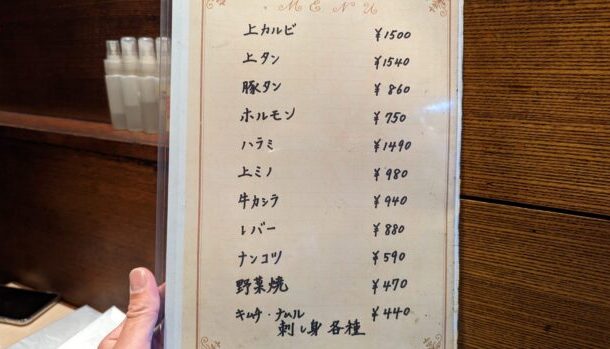 MENU
上カルビ ¥1500
上タン ¥1540
豚タン ¥860
ホルモン ¥750
ハラミ ¥1490
上ミノ ¥980
牛カシラ ¥940
レバー ¥880
ナンコツ ¥590
野菜焼 ¥470
キムチ・ナムル ¥440
刺し身各種